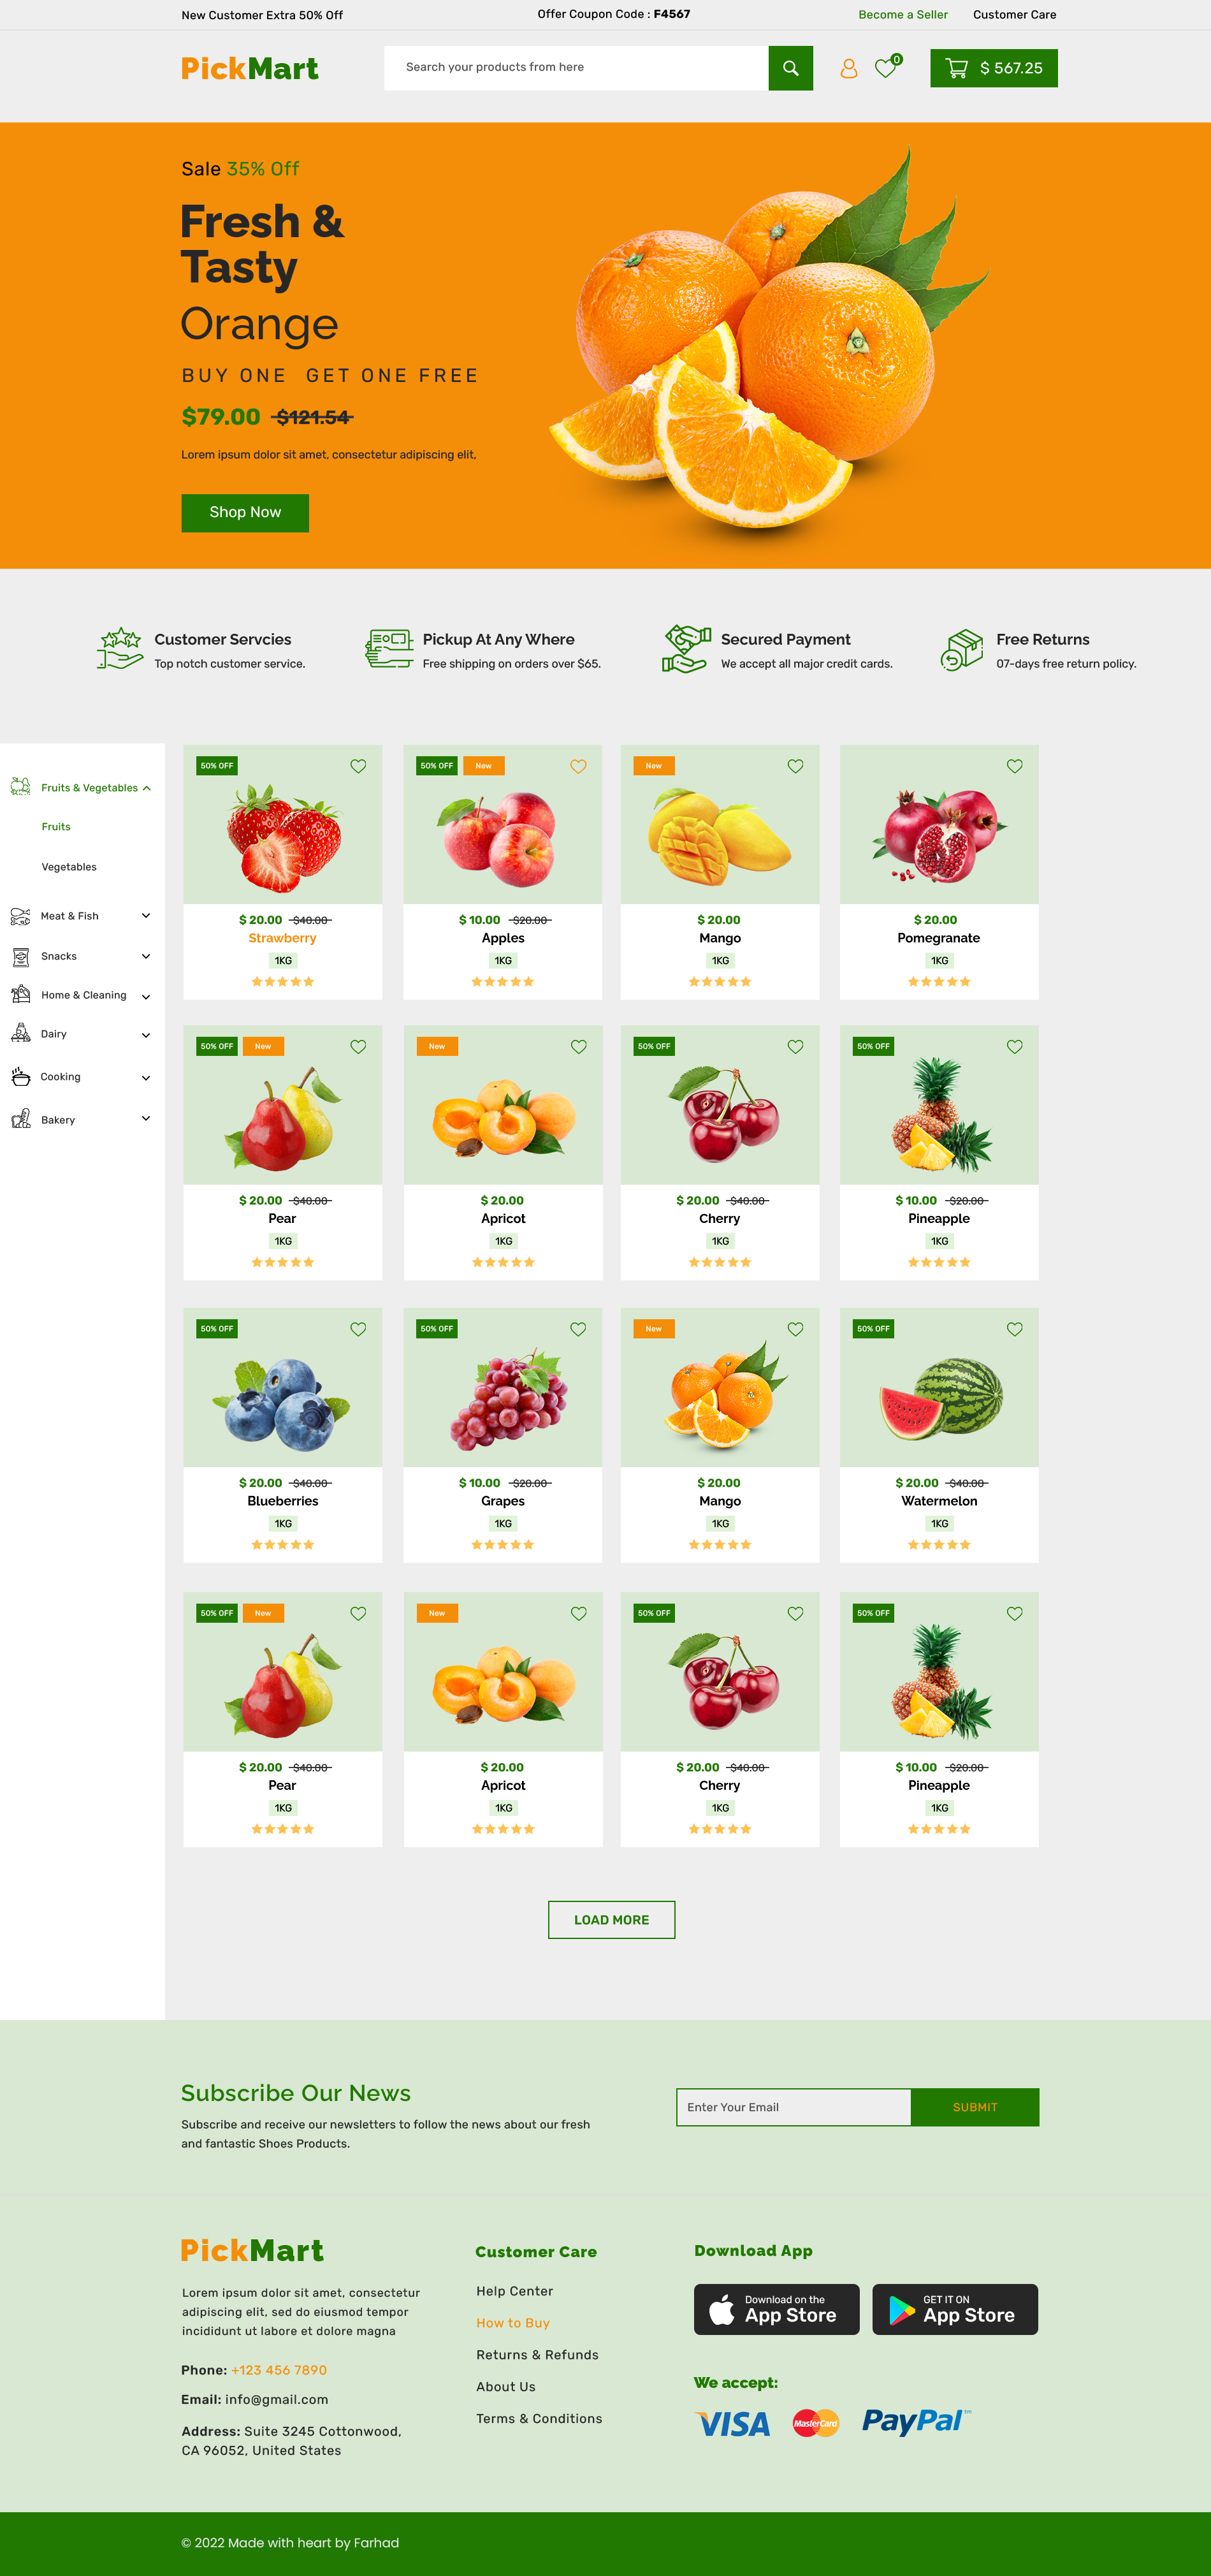 New Customer Extra 50% Off
Offer Coupon Code : F4567
Become a Seller
Customer Care
PickMart
Search your products from here
0
$ 567.25
Sale 35% Off
Fresh &
Tasty
Orange
BUY ONE GET ONE FREE
$79.00 $121.54
Lorem ipsum dolor sit amet, consectetur adipiscing elit,
Shop Now
Customer Servcies
Top notch customer service.
Pickup At Any Where
Free shipping on orders over $65.
Secured Payment
We accept all major credit cards.
Free Returns
07-days free return policy.
Fruits & Vegetables
Fruits
Vegetables
Meat & Fish
Snacks
Home & Cleaning
Dairy
Cooking
Bakery
50% OFF
$ 20.00 $40.00
Strawberry
1KG
50% OFF New
$ 10.00 $20.00
Apples
1KG
New
$ 20.00
Mango
1KG
$ 20.00
Pomegranate
1KG
50% OFF New
$ 20.00 $40.00
Pear
1KG
New
$ 20.00
Apricot
1KG
50% OFF
$ 20.00 $40.00
Cherry
1KG
50% OFF
$ 10.00 $20.00
Pineapple
1KG
50% OFF
$ 20.00 $40.00
Blueberries
1KG
50% OFF
$ 10.00 $20.00
Grapes
1KG
New
$ 20.00
Mango
1KG
50% OFF
$ 20.00 $40.00
Watermelon
1KG
50% OFF New
$ 20.00 $40.00
Pear
1KG
New
$ 20.00
Apricot
1KG
50% OFF
$ 20.00 $40.00
Cherry
1KG
50% OFF
$ 10.00 $20.00
Pineapple
1KG
LOAD MORE
Subscribe Our News
Subscribe and receive our newsletters to follow the news about our fresh
and fantastic Shoes Products.
Enter Your Email
SUBMIT
PickMart
Lorem ipsum dolor sit amet, consectetur
adipiscing elit, sed do eiusmod tempor
incididunt ut labore et dolore magna
Phone: +123 456 7890
Email: info@gmail.com
Address: Suite 3245 Cottonwood,
CA 96052, United States
Customer Care
Help Center
How to Buy
Returns & Refunds
About Us
Terms & Conditions
Download App
Download on the
App Store
GET IT ON
App Store
We accept:
VISA
MasterCard
PayPal™
© 2022 Made with heart by Farhad